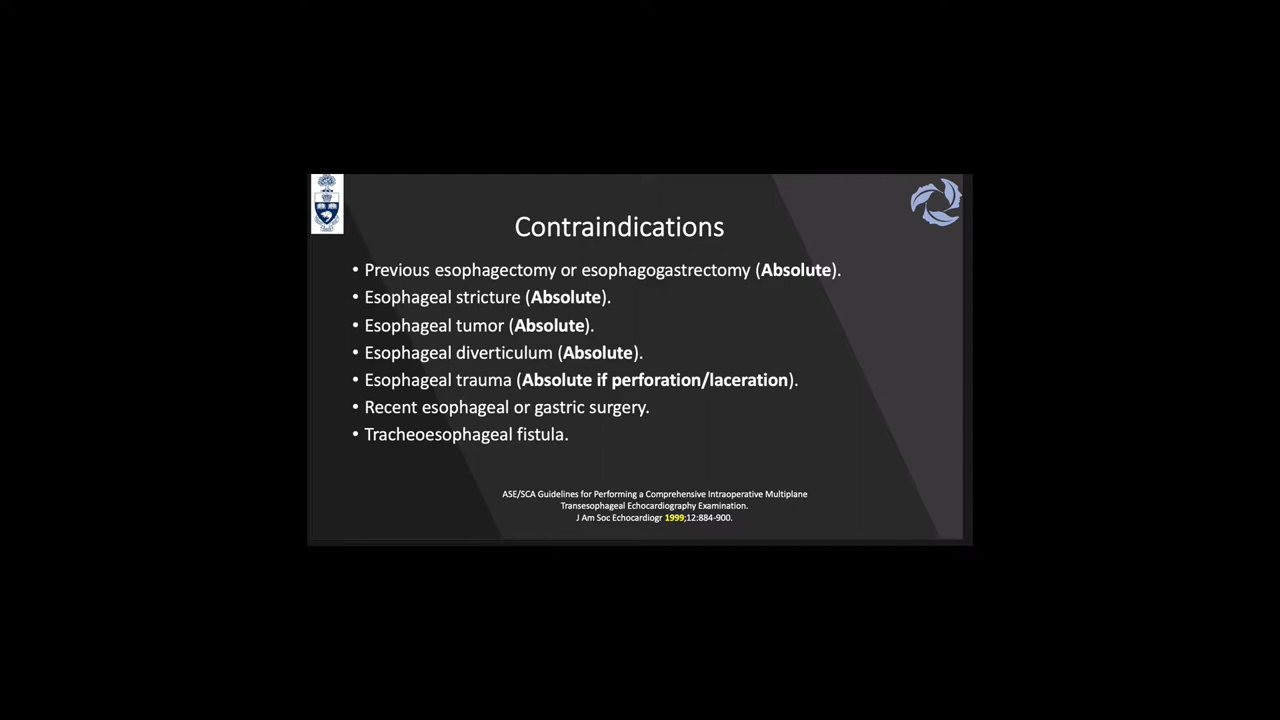 Contraindications
• Previous esophagectomy or esophagogastrectomy (Absolute).
• Esophageal stricture (Absolute).
• Esophageal tumor (Absolute).
• Esophageal diverticulum (Absolute).
• Esophageal trauma (Absolute if perforation/laceration).
• Recent esophageal or gastric surgery.
• Tracheoesophageal fistula.
ASE/SCA Guidelines for Performing a Comprehensive Intraoperative Multiplane
Transesophageal Echocardiography Examination.
J Am Soc Echocardiogr 1999;12:884-900.